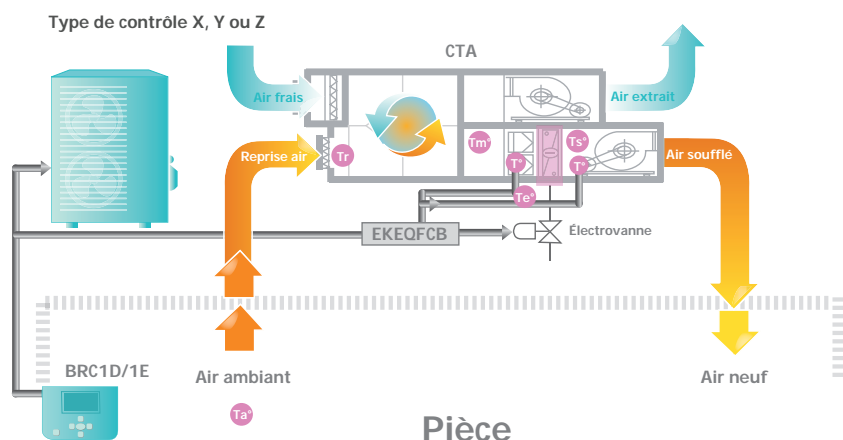 Type de contrôle X, Y ou Z
CTA
Air frais
Air extrait
Reprise air
Tr
Tm°
T°
Ts°
T°
Air soufflé
Te°
EKEQFCB
Électrovanne
BRC1D/1E
Air ambiant
Air neuf
Ta°
Pièce